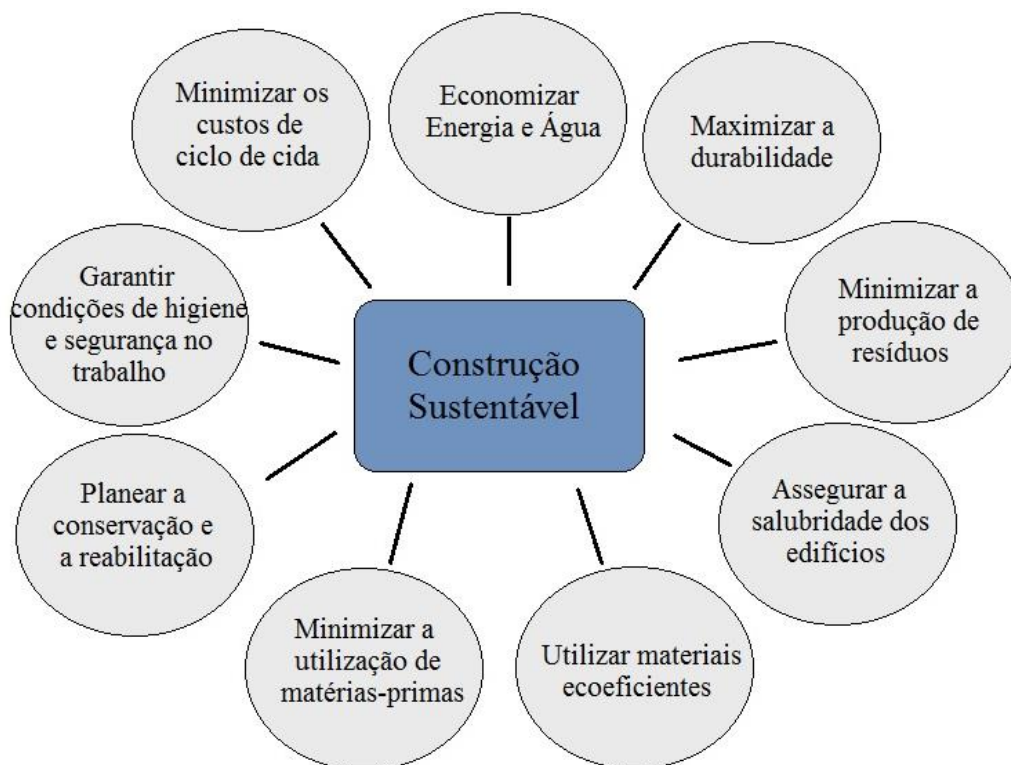 Minimizar os
custos de
ciclo de cida
Economizar
Energia e Água
Maximizar a
durabilidade
Garantir
condições de higiene
e segurança no
trabalho
Minimizar a
produção de
resíduos
Construção
Sustentável
Planear a
conservação e
a reabilitação
Assegurar a
salubridade dos
edifícios
Minimizar a
utilização de
matérias-primas
Utilizar materiais
ecoeficientes